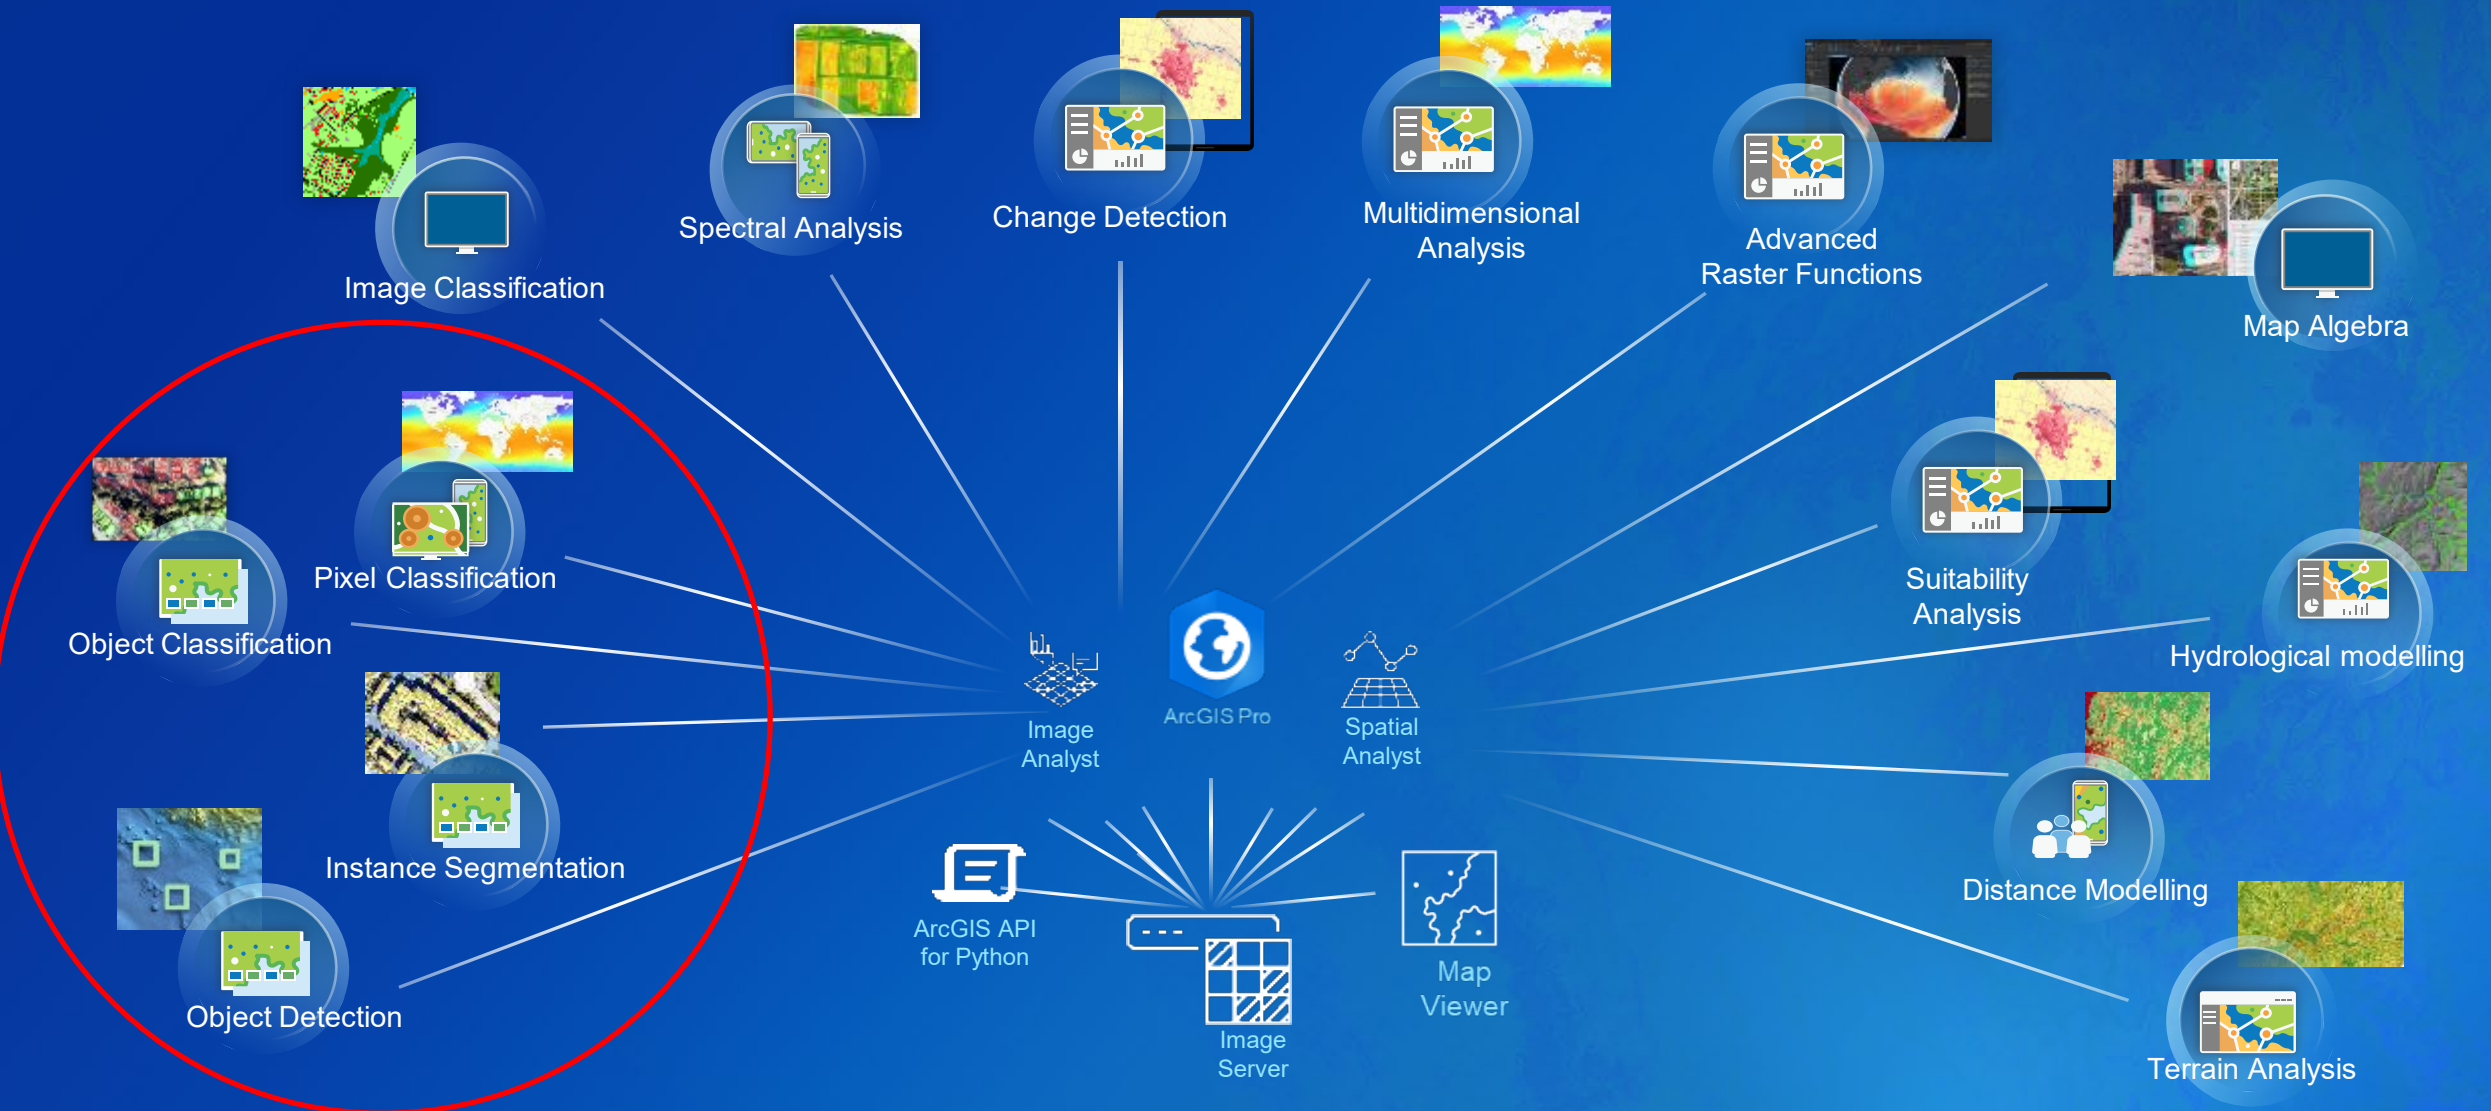 Image Classification
Spectral Analysis
Change Detection
Multidimensional
Analysis
Advanced
Raster Functions
Map Algebra
Pixel Classification
Object Classification
Instance Segmentation
Object Detection
Image
Analyst
ArcGIS Pro
Spatial
Analyst
Suitability
Analysis
Hydrological modelling
Distance Modelling
Terrain Analysis
ArcGIS API
for Python
Image
Server
Map
Viewer